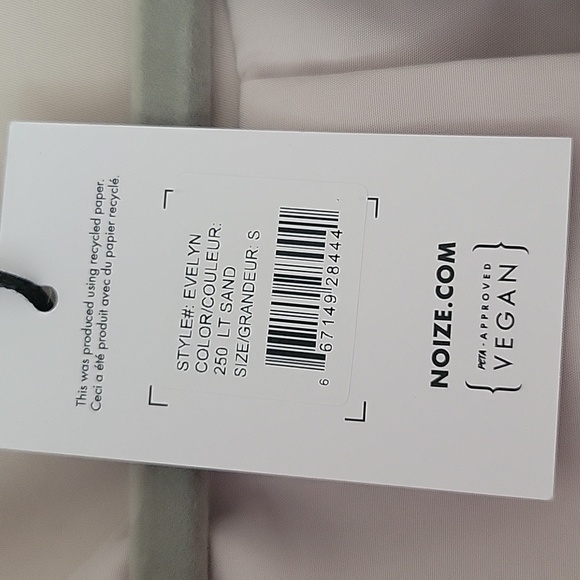 This was produced using recycled paper.
Ceci a été produit avec du papier recyclé.
STYLE#: EVELYN
COLOR/COULEUR:
250 LT SAND
SIZE/GRANDEUR: S
6 67149 28444
NOIZE.COM
PETA - APPROVED
VEGAN